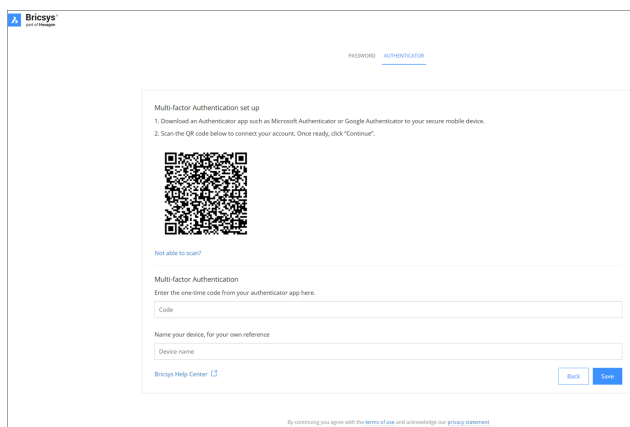 Bricsys®
part of Hexagon
PASSWORD AUTHENTICATOR
Multi-factor Authentication set up
1. Download an Authenticator app such as Microsoft Authenticator or Google Authenticator to your secure mobile device.
2. Scan the QR code below to connect your account. Once ready, click "Continue".
Not able to scan?
Multi-factor Authentication
Enter the one-time code from your authenticator app here.
Code
Name your device, for your own reference
Device name
Bricsys Help Center
Back Save
By continuing you agree with the terms of use and acknowledge our privacy statement